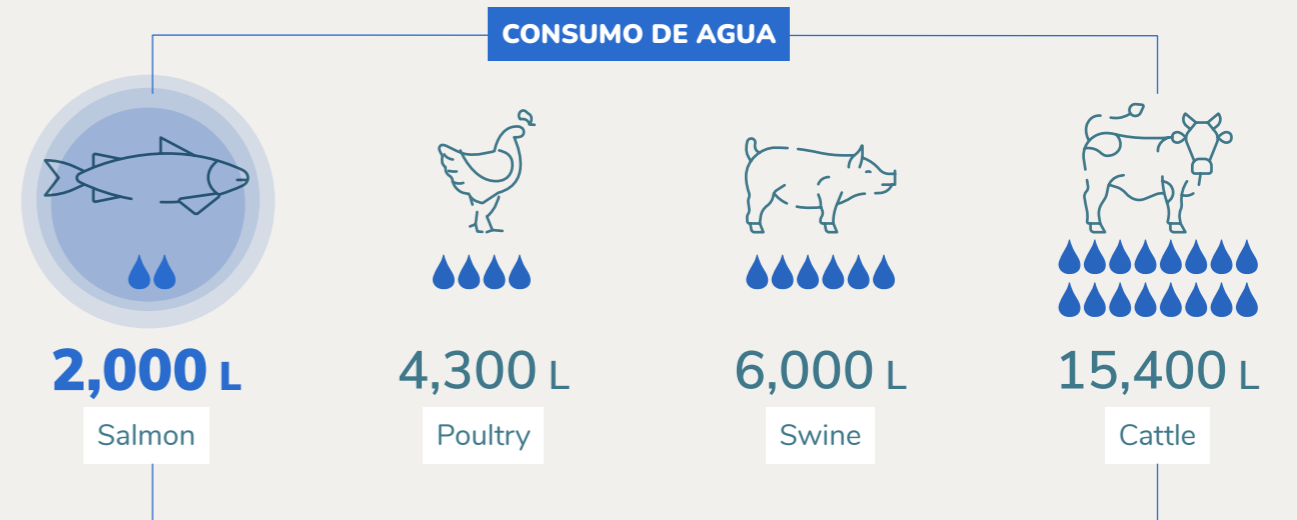 CONSUMO DE AGUA
2,000 L
4,300 L
6,000 L
15,400 L
Salmon
Poultry
Swine
Cattle